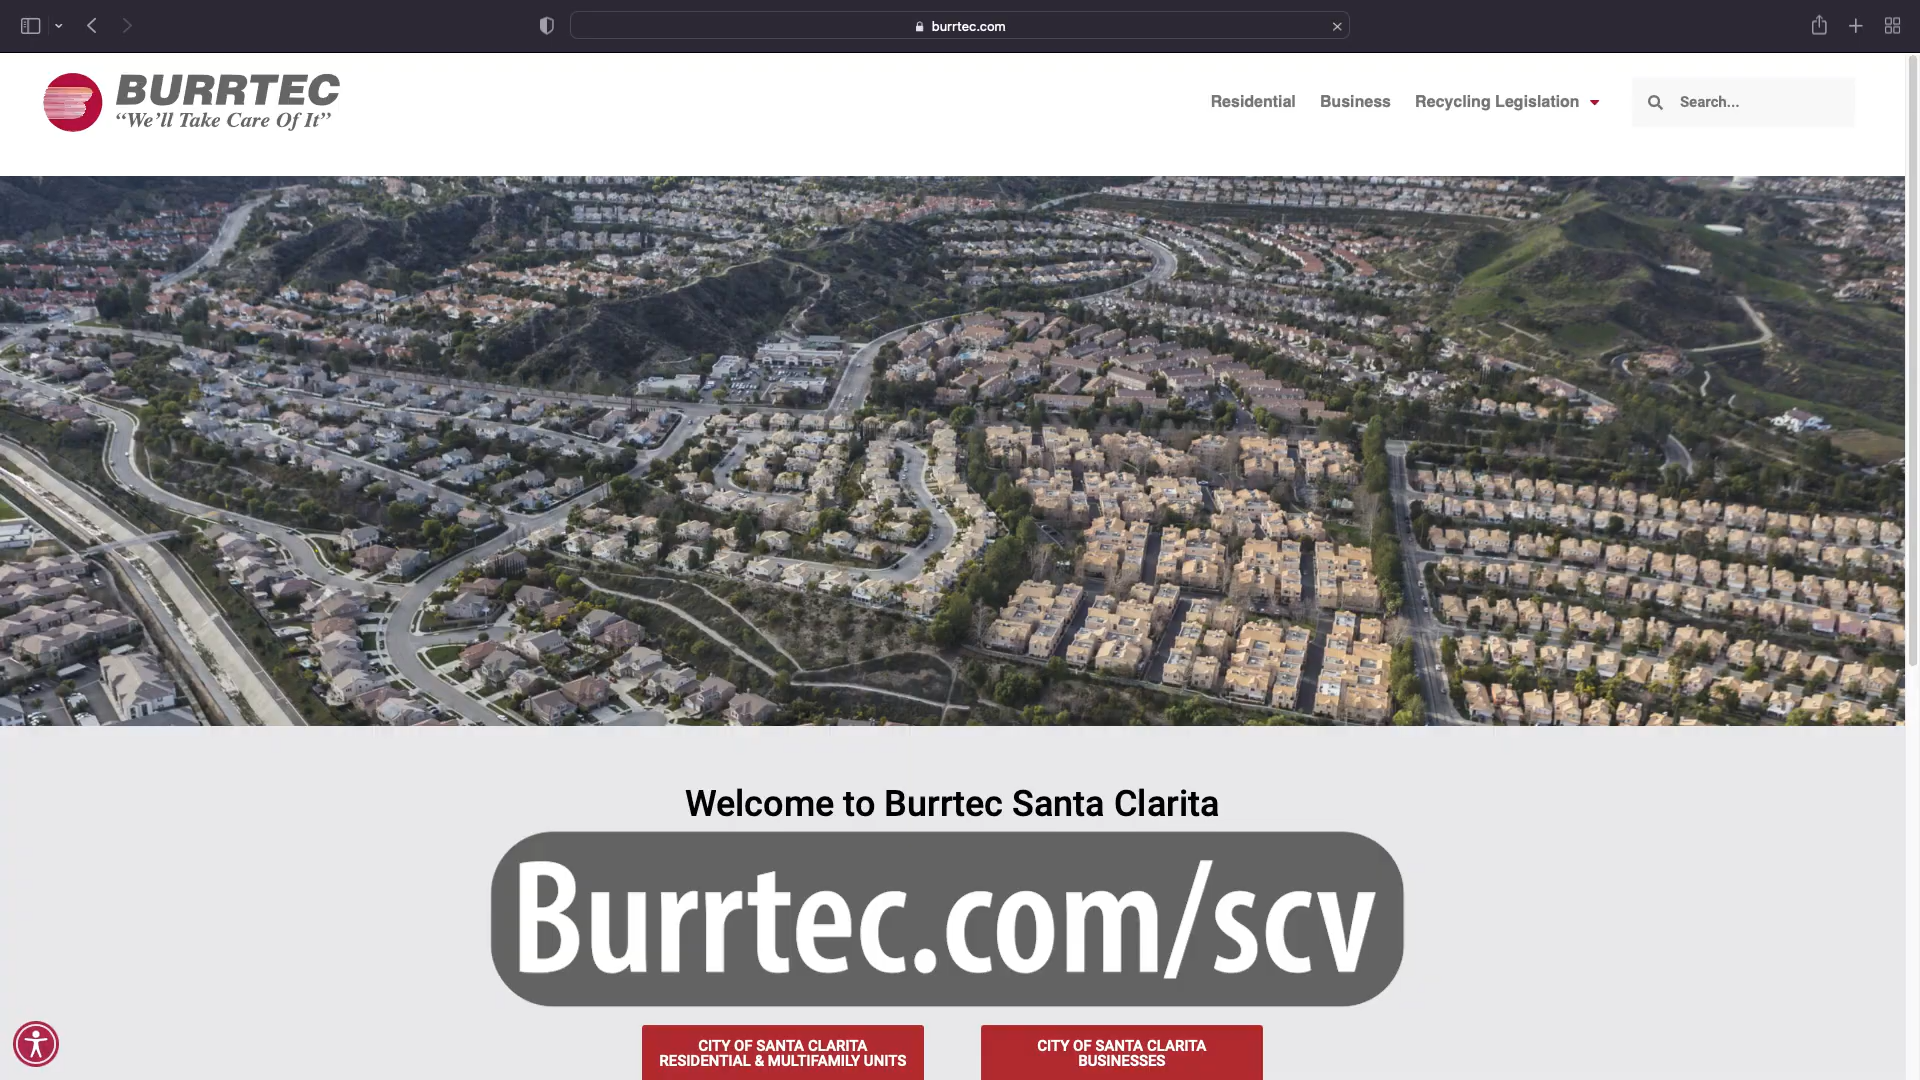 burrtec.com
BURRTEC
“We’ll Take Care Of It”
Residential Business Recycling Legislation Search...
Welcome to Burrtec Santa Clarita
Burrtec.com/scv
CITY OF SANTA CLARITA
RESIDENTIAL & MULTIFAMILY UNITS
CITY OF SANTA CLARITA
BUSINESSES